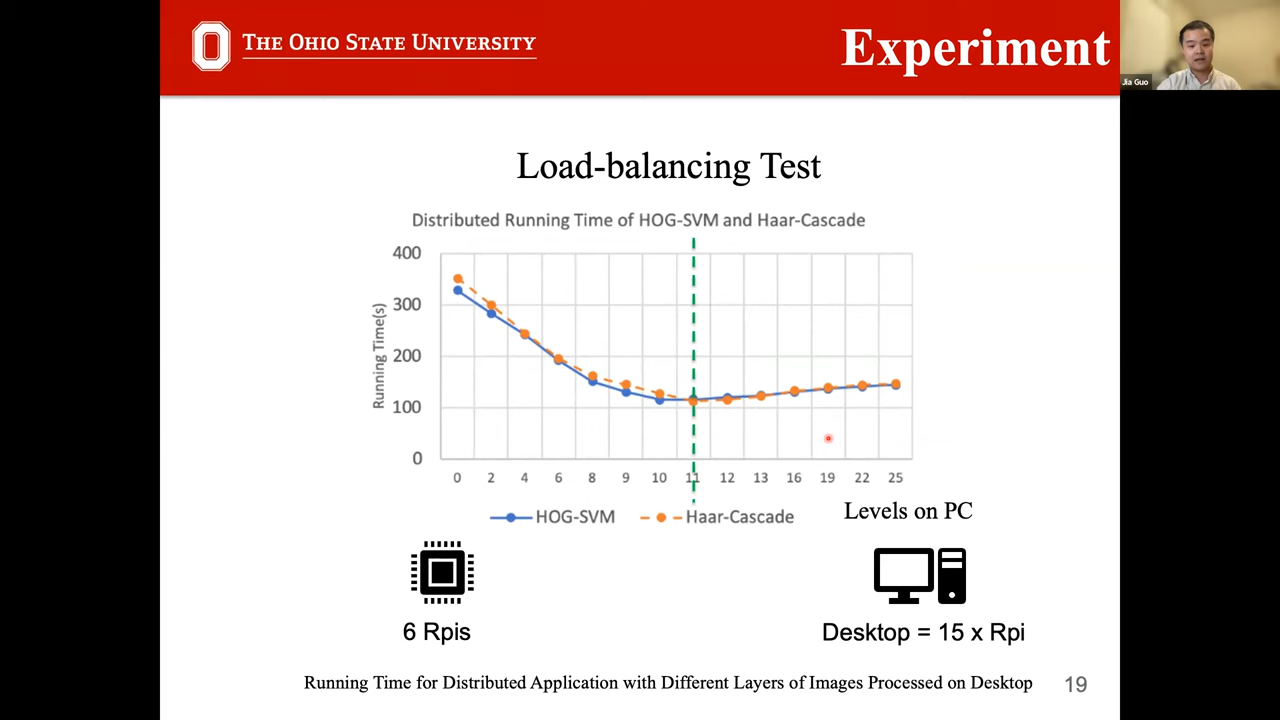 THE OHIO STATE UNIVERSITY
Experiment
Jia Guo
Load-balancing Test
Distributed Running Time of HOG-SVM and Haar-Cascade
Running Time(s)
400
300
200
100
0
0 2 4 6 8 9 10 11 12 13 16 19 22 25
HOG-SVM Haar-Cascade
Levels on PC
6 Rpis
Desktop = 15 x Rpi
Running Time for Distributed Application with Different Layers of Images Processed on Desktop
19